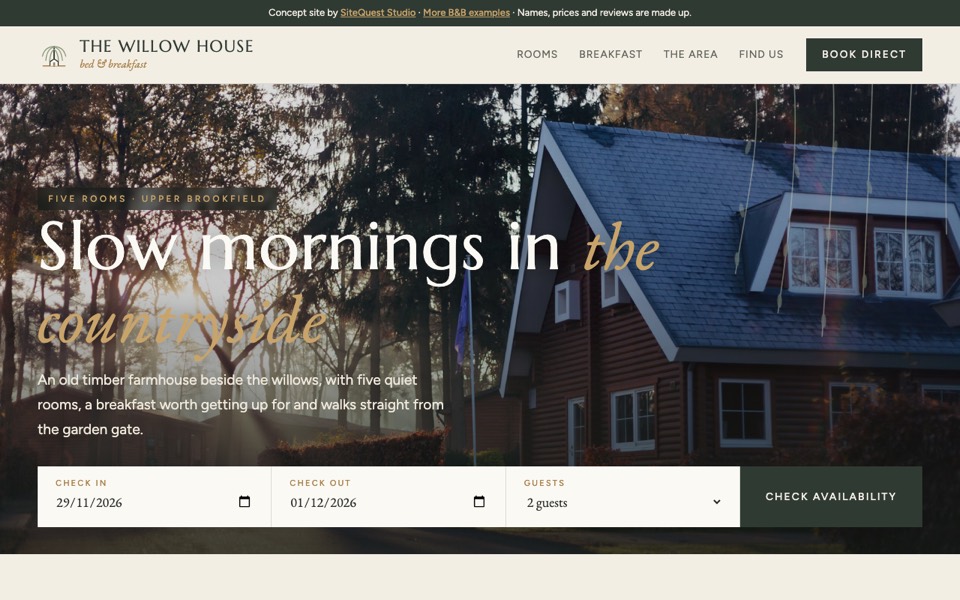 Concept site by SiteQuest Studio · More B&B examples · Names, prices and reviews are made up.
THE WILLOW HOUSE
bed & breakfast
ROOMS
BREAKFAST
THE AREA
FIND US
BOOK DIRECT
FIVE ROOMS · UPPER BROOKFIELD
Slow mornings in the
countryside
An old timber farmhouse beside the willows, with five quiet
rooms, a breakfast worth getting up for and walks straight from
the garden gate.
CHECK IN
29/11/2026
CHECK OUT
01/12/2026
GUESTS
2 guests
CHECK AVAILABILITY